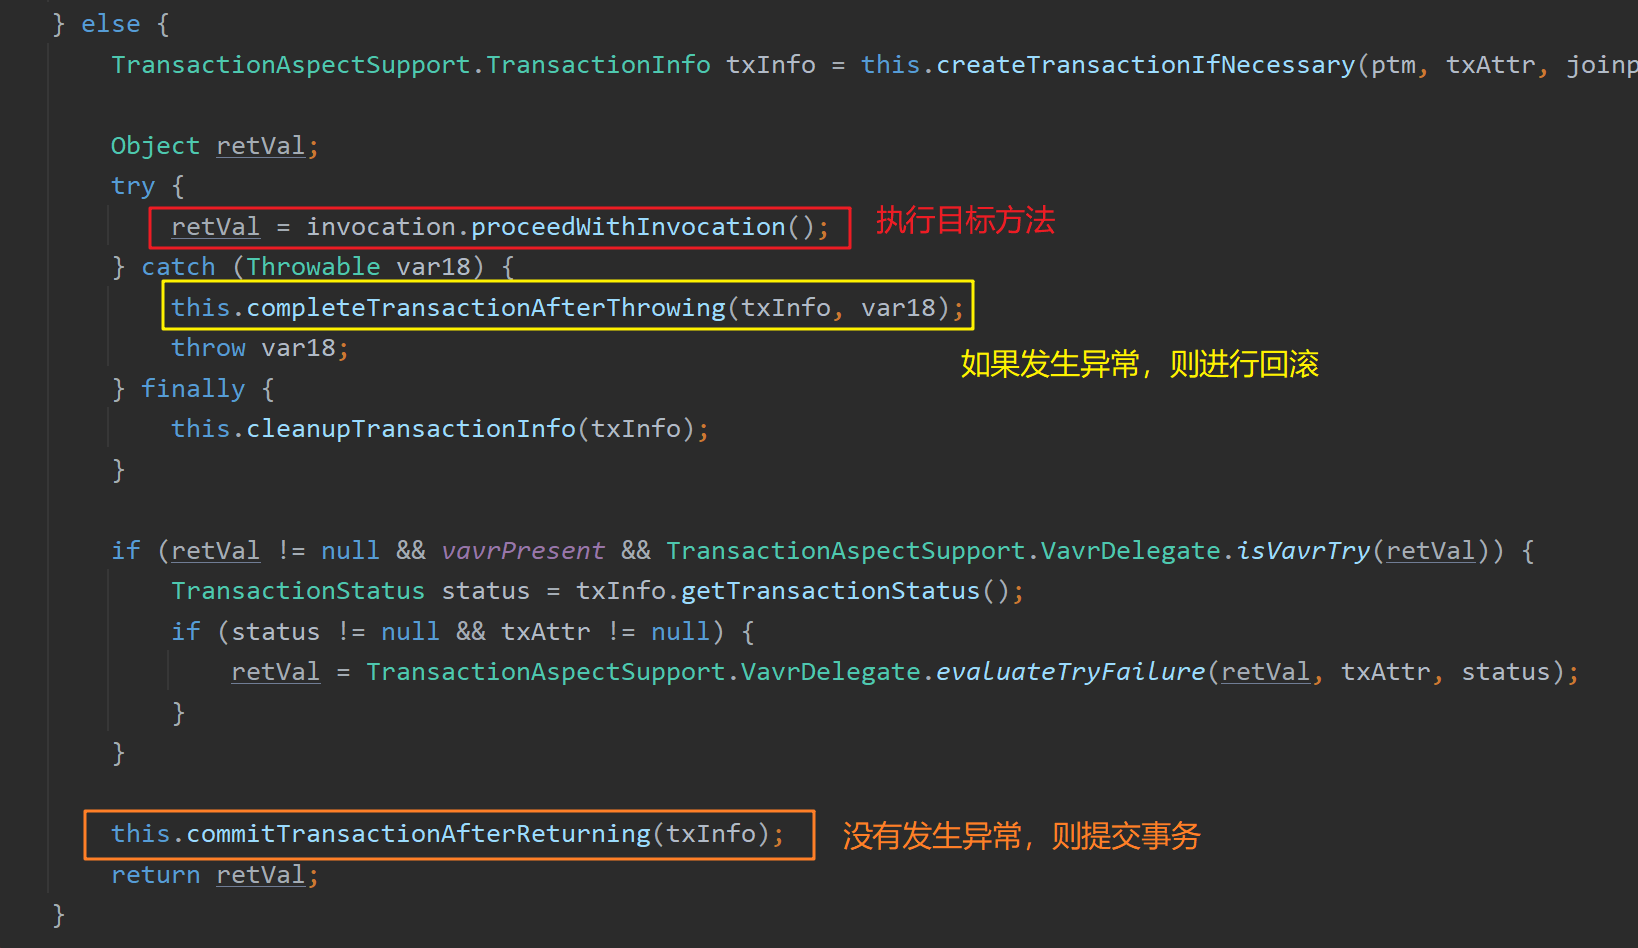 } else {
TransactionAspectSupport.TransactionInfo txInfo = this.createTransactionIfNecessary(ptm, txAttr, joinp
Object retVal;
try {
retVal = invocation.proceedWithInvocation(); 执行目标方法
} catch (Throwable var18) {
this.completeTransactionAfterThrowing(txInfo, var18);
throw var18;
如果发生异常，则进行回滚
} finally {
this.cleanupTransactionInfo(txInfo);
}
if (retVal != null && vavrPresent && TransactionAspectSupport.VavrDelegate.isVavrTry(retVal)) {
TransactionStatus status = txInfo.getTransactionStatus();
if (status != null && txAttr != null) {
retVal = TransactionAspectSupport.VavrDelegate.evaluateTryFailure(retVal, txAttr, status);
}
}
this.commitTransactionAfterReturning(txInfo); 没有发生异常，则提交事务
return retVal;
}